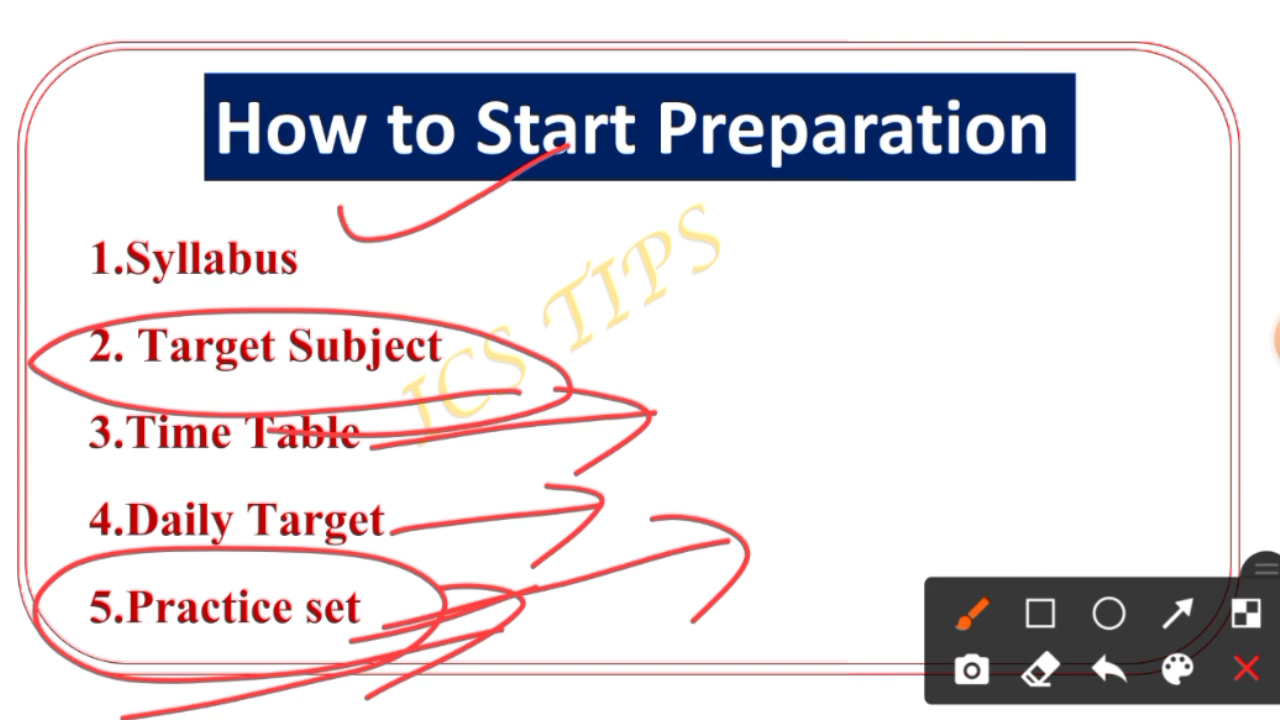 How to Start Preparation
1.Syllabus
2. Target Subject
3.Time Table
4.Daily Target
5.Practice set
ICS TIPS